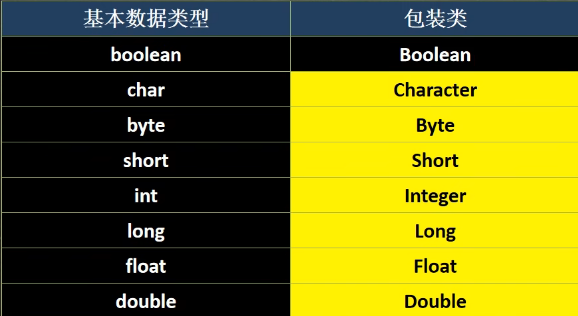 基本数据类型 包装类
boolean Boolean
char Character
byte Byte
short Short
int Integer
long Long
float Float
double Double